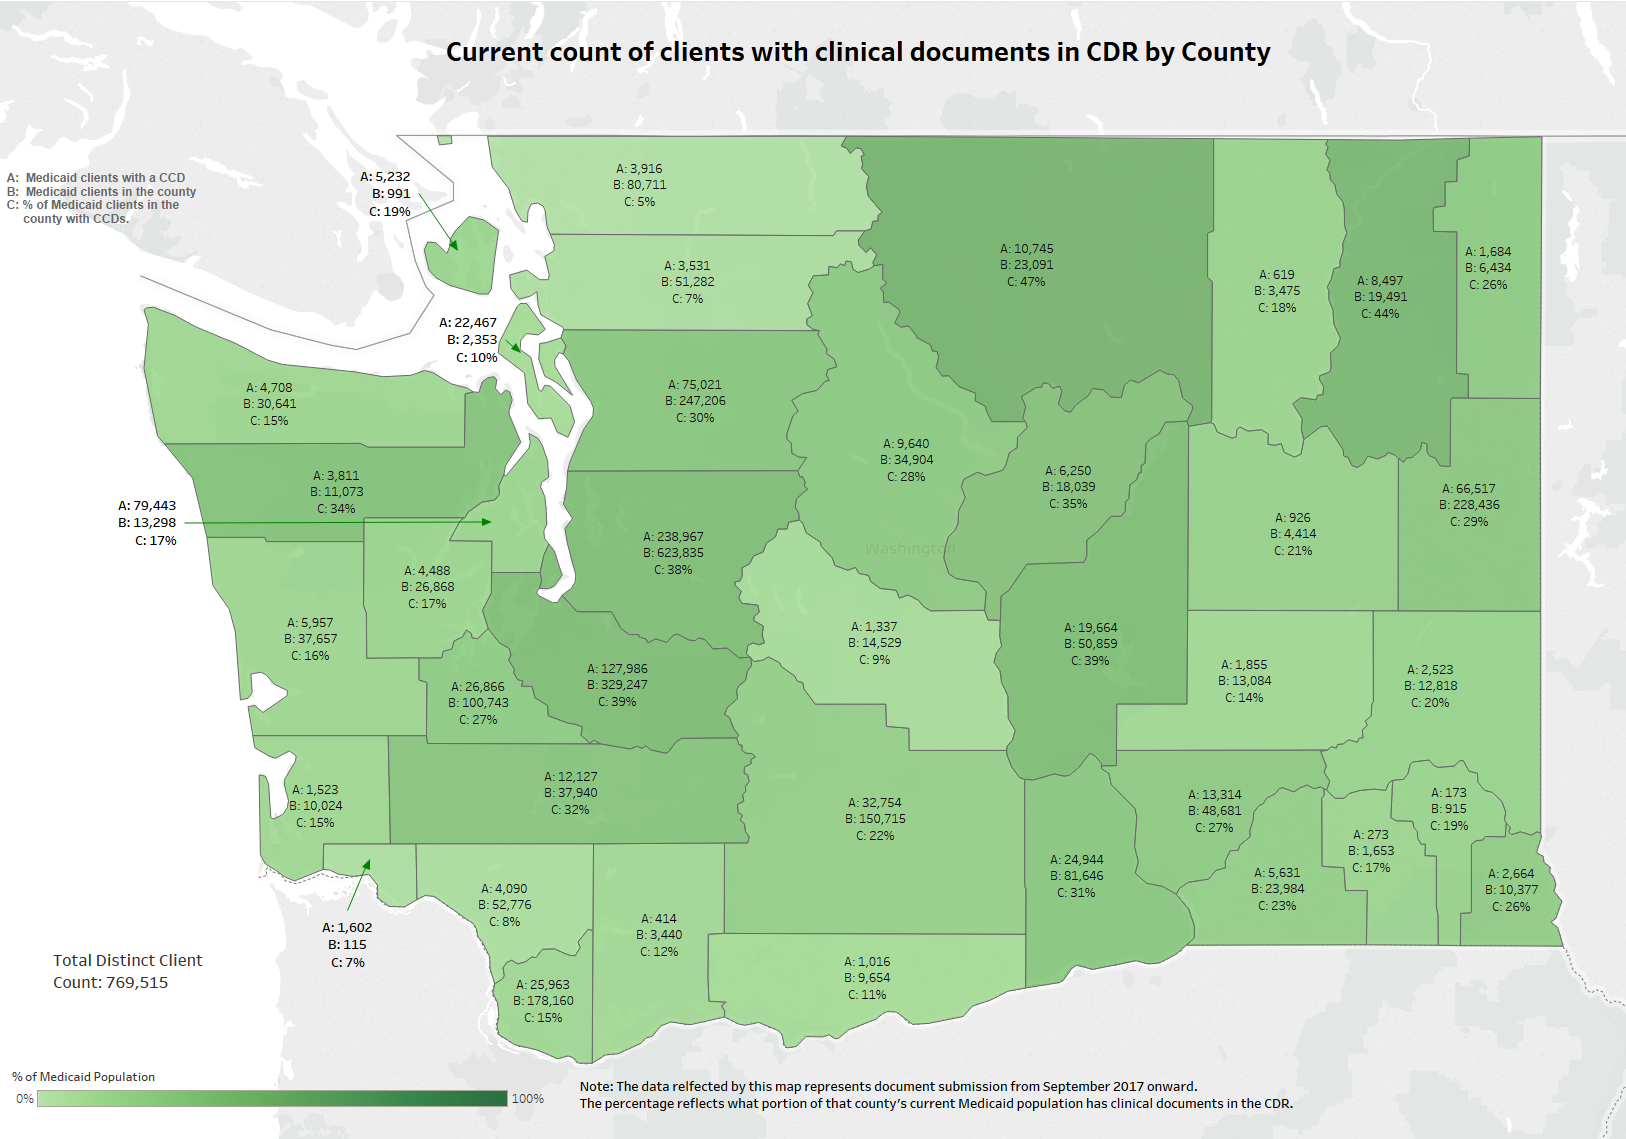 Current count of clients with clinical documents in CDR by County
A: Medicaid clients with a CCD
B: Medicaid clients in the county
C: % of Medicaid clients in the
county with CCDs.
A: 5,232
B: 991
C: 19%
A: 3,916
B: 80,711
C: 5%
A: 3,531
B: 51,282
C: 7%
A: 10,745
B: 23,091
C: 47%
A: 619
B: 3,475
C: 18%
A: 8,497
B: 19,491
C: 44%
A: 1,684
B: 6,434
C: 26%
A: 22,467
B: 2,353
C: 10%
A: 4,708
B: 30,641
C: 15%
A: 75,021
B: 247,206
C: 30%
A: 9,640
B: 34,904
C: 28%
A: 6,250
B: 18,039
C: 35%
A: 3,811
B: 11,073
C: 34%
A: 79,443
B: 13,298
C: 17%
A: 238,967
B: 623,835
C: 38%
Washington
A: 926
B: 4,414
C: 21%
A: 66,517
B: 228,436
C: 29%
A: 4,488
B: 26,868
C: 17%
A: 5,957
B: 37,657
C: 16%
A: 1,337
B: 14,529
C: 9%
A: 19,664
B: 50,859
C: 39%
A: 1,855
B: 13,084
C: 14%
A: 2,523
B: 12,818
C: 20%
A: 26,866
B: 100,743
C: 27%
A: 127,986
B: 329,247
C: 39%
A: 1,523
B: 10,024
C: 15%
A: 12,127
B: 37,940
C: 32%
A: 32,754
B: 150,715
C: 22%
A: 13,314
B: 48,681
C: 27%
A: 173
B: 915
C: 19%
A: 273
B: 1,653
C: 17%
A: 24,944
B: 81,646
C: 31%
A: 5,631
B: 23,984
C: 23%
A: 2,664
B: 10,377
C: 26%
A: 4,090
B: 52,776
C: 8%
A: 414
B: 3,440
C: 12%
A: 1,602
B: 115
C: 7%
A: 1,016
B: 9,654
C: 11%
A: 25,963
B: 178,160
C: 15%
Total Distinct Client
Count: 769,515
% of Medicaid Population
0%
100%
Note: The data relfected by this map represents document submission from September 2017 onward.
The percentage reflects what portion of that county's current Medicaid population has clinical documents in the CDR.